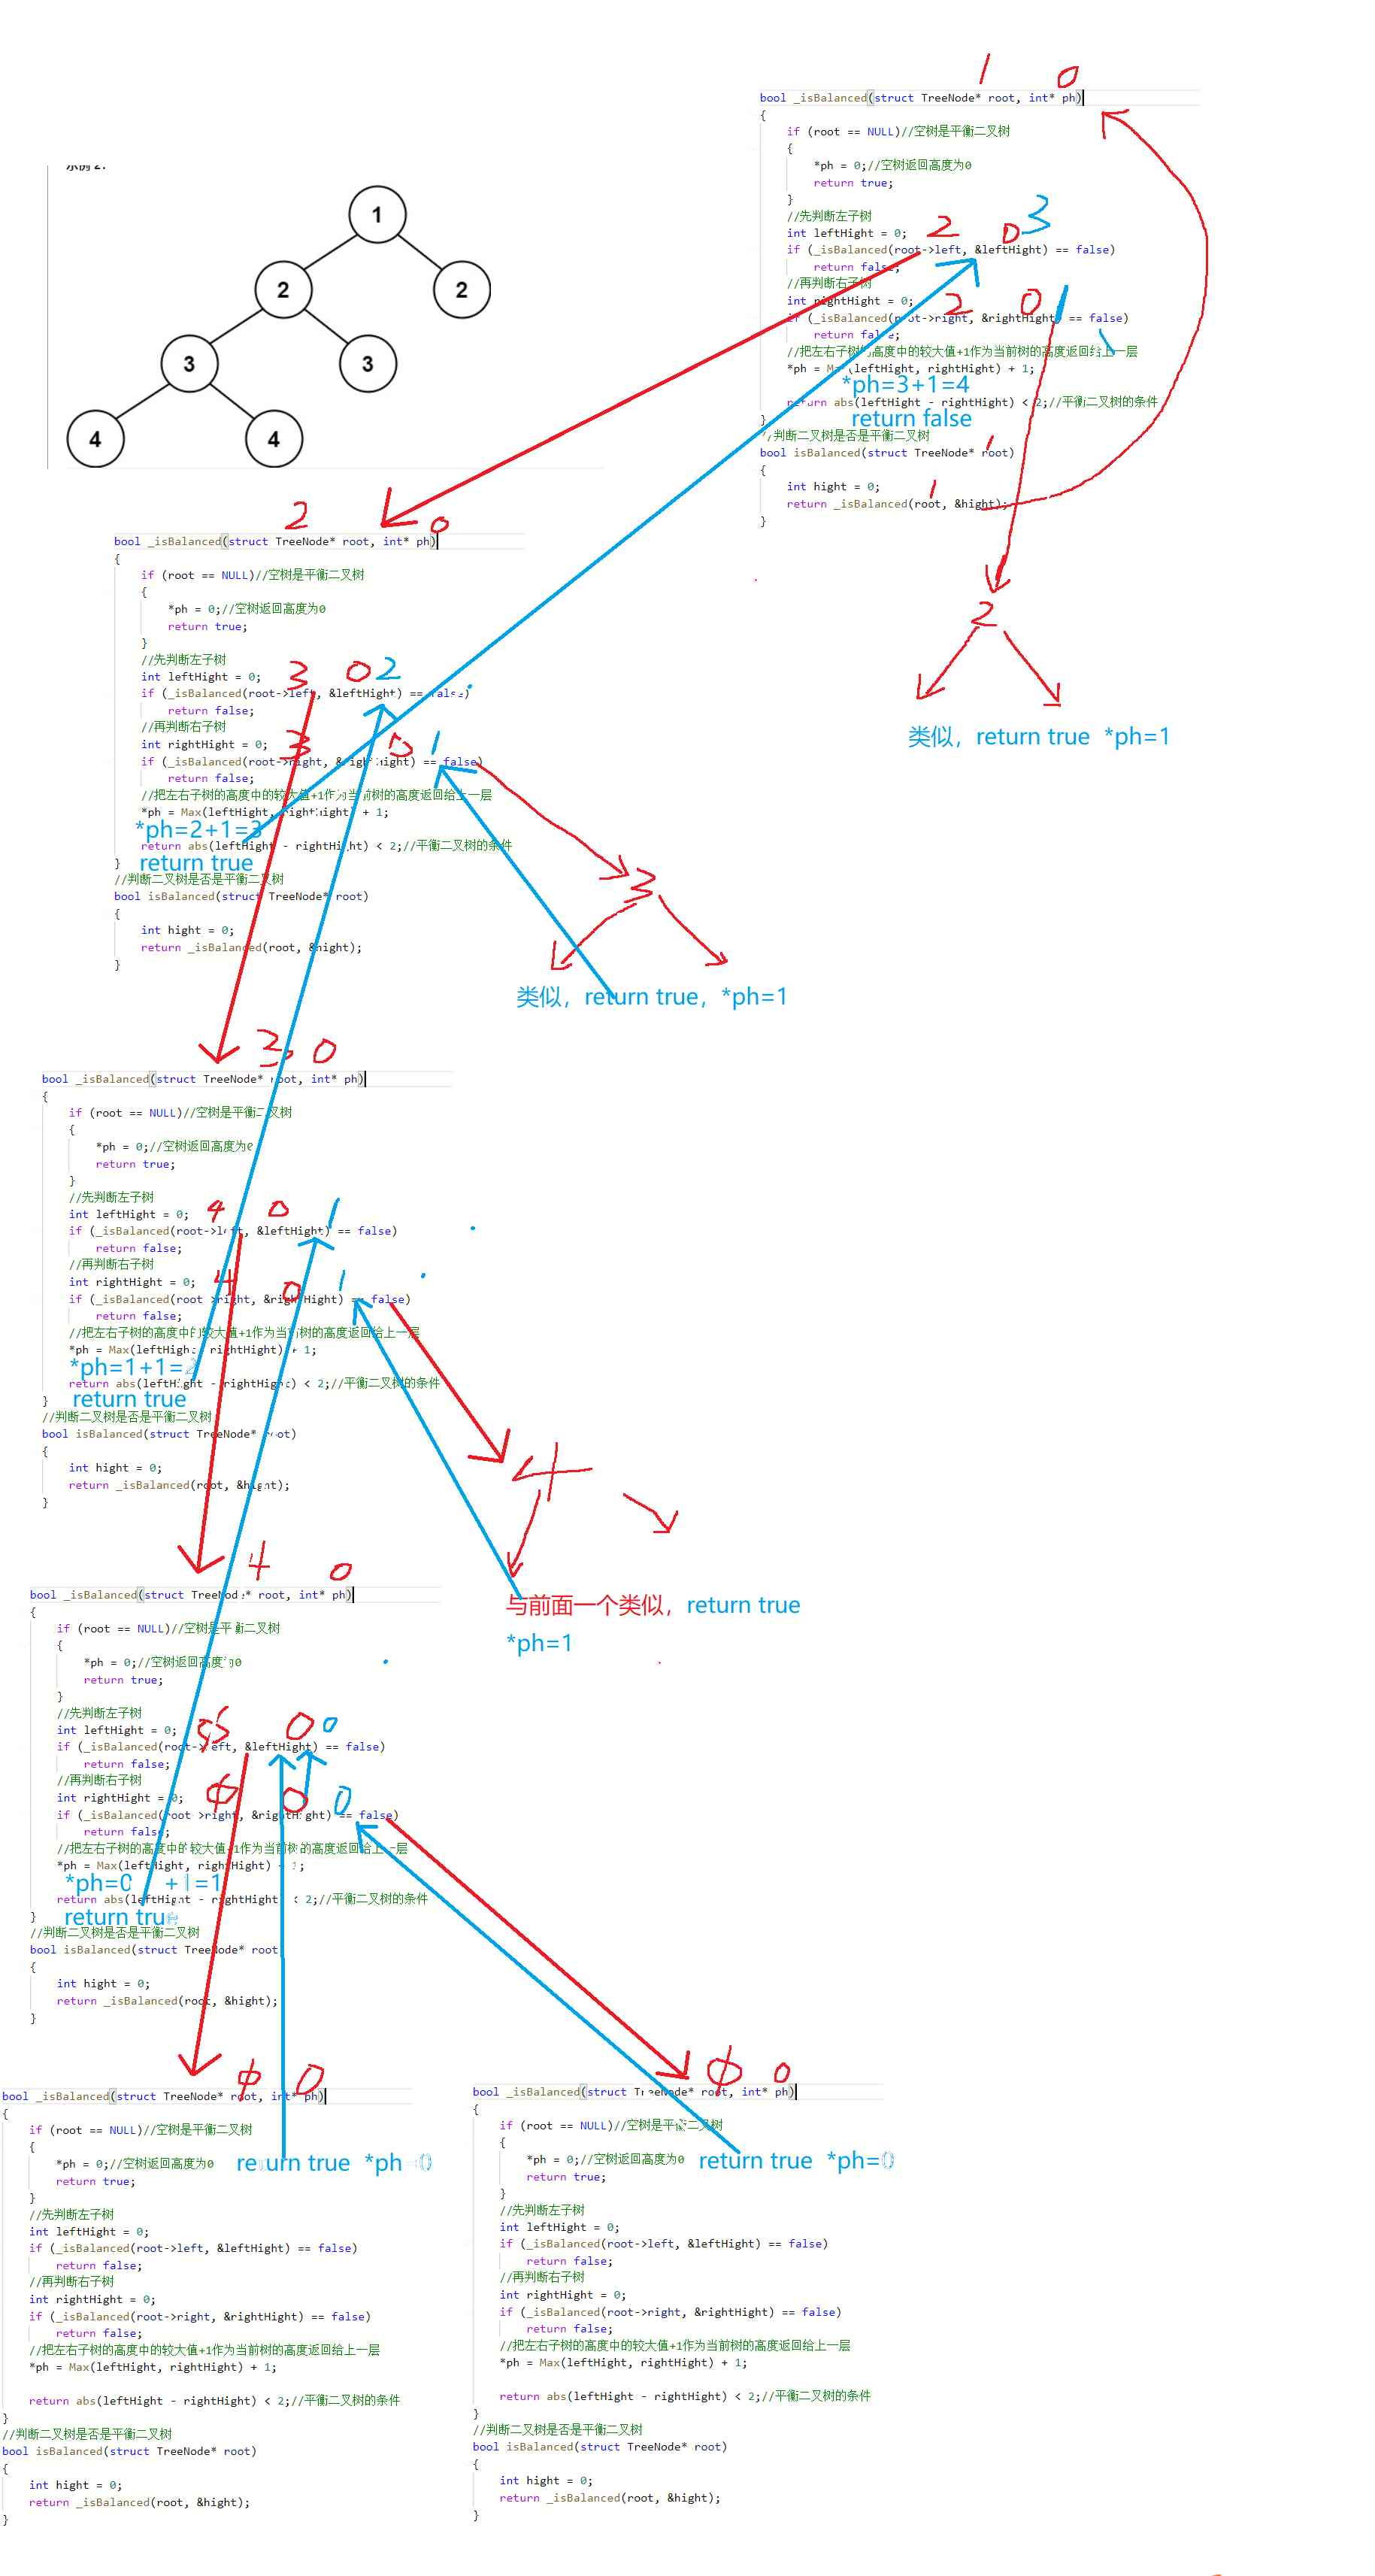 示例 2：
1
2
2
3
3
4
4
1 0
bool _isBalanced(struct TreeNode* root, int* ph)
{
if (root == NULL)//空树是平衡二叉树
{
*ph = 0;//空树返回高度为0
return true;
}
//先判断左子树
int leftHight = 0; 2 0 3
if (_isBalanced(root->left, &leftHight) == false)
return false;
//再判断右子树
int rightHight = 0; 2 0 1
if (_isBalanced(root->right, &rightHight) == false)
return false;
//把左右子树的高度中的较大值+1作为当前树的高度返回给上一层
*ph = Max(leftHight, rightHight) + 1;
*ph=3+1=4
return abs(leftHight - rightHight) < 2;//平衡二叉树的条件
return false
}
//判断二叉树是否是平衡二叉树
bool isBalanced(struct TreeNode* root) 1
{
int hight = 0;
return _isBalanced(root, &hight); 1
}
2
类似，return true *ph=1
2 0
bool _isBalanced(struct TreeNode* root, int* ph)
{
if (root == NULL)//空树是平衡二叉树
{
*ph = 0;//空树返回高度为0
return true;
}
//先判断左子树
int leftHight = 0; 3 0 2
if (_isBalanced(root->left, &leftHight) == false)
return false;
//再判断右子树
int rightHight = 0; 3 0 1
if (_isBalanced(root->right, &rightHight) == false)
return false;
//把左右子树的高度中的较大值+1作为当前树的高度返回给上一层
*ph = Max(leftHight, rightHight) + 1;
*ph=2+1=3
return abs(leftHight - rightHight) < 2;//平衡二叉树的条件
return true
}
//判断二叉树是否是平衡二叉树
bool isBalanced(struct TreeNode* root)
{
int hight = 0;
return _isBalanced(root, &hight);
}
3
类似，return true，*ph=1
3 0
bool _isBalanced(struct TreeNode* root, int* ph)
{
if (root == NULL)//空树是平衡二叉树
{
*ph = 0;//空树返回高度为0
return true;
}
//先判断左子树
int leftHight = 0; 4 0 1
if (_isBalanced(root->left, &leftHight) == false)
return false;
//再判断右子树
int rightHight = 0; 4 0 1
if (_isBalanced(root->right, &rightHight) == false)
return false;
//把左右子树的高度中的较大值+1作为当前树的高度返回给上一层
*ph = Max(leftHight, rightHight) + 1;
*ph=1+1=2
return abs(leftHight - rightHight) < 2;//平衡二叉树的条件
return true
}
//判断二叉树是否是平衡二叉树
bool isBalanced(struct TreeNode* root)
{
int hight = 0;
return _isBalanced(root, &hight);
}
4
与前面一个类似，return true
*ph=1
4 0
bool _isBalanced(struct TreeNode* root, int* ph)
{
if (root == NULL)//空树是平衡二叉树
{
*ph = 0;//空树返回高度为0
return true;
}
//先判断左子树
int leftHight = 0; 0 0
if (_isBalanced(root->left, &leftHight) == false)
return false;
//再判断右子树
int rightHight = 0; φ 0 0
if (_isBalanced(root->right, &rightHight) == false)
return false;
//把左右子树的高度中的较大值+1作为当前树的高度返回给上一层
*ph = Max(leftHight, rightHight) + 1;
*ph=0 +1=1
return abs(leftHight - rightHight) < 2;//平衡二叉树的条件
return true
}
//判断二叉树是否是平衡二叉树
bool isBalanced(struct TreeNode* root)
{
int hight = 0;
return _isBalanced(root, &hight);
}
φ 0
bool _isBalanced(struct TreeNode* root, int* ph)
{
if (root == NULL)//空树是平衡二叉树
{
*ph = 0;//空树返回高度为0 return true *ph=0
return true;
}
//先判断左子树
int leftHight = 0;
if (_isBalanced(root->left, &leftHight) == false)
return false;
//再判断右子树
int rightHight = 0;
if (_isBalanced(root->right, &rightHight) == false)
return false;
//把左右子树的高度中的较大值+1作为当前树的高度返回给上一层
*ph = Max(leftHight, rightHight) + 1;
return abs(leftHight - rightHight) < 2;//平衡二叉树的条件
}
//判断二叉树是否是平衡二叉树
bool isBalanced(struct TreeNode* root)
{
int hight = 0;
return _isBalanced(root, &hight);
}
φ 0
bool _isBalanced(struct TreeNode* root, int* ph)
{
if (root == NULL)//空树是平衡二叉树
{
*ph = 0;//空树返回高度为0 return true *ph=0
return true;
}
//先判断左子树
int leftHight = 0;
if (_isBalanced(root->left, &leftHight) == false)
return false;
//再判断右子树
int rightHight = 0;
if (_isBalanced(root->right, &rightHight) == false)
return false;
//把左右子树的高度中的较大值+1作为当前树的高度返回给上一层
*ph = Max(leftHight, rightHight) + 1;
return abs(leftHight - rightHight) < 2;//平衡二叉树的条件
}
//判断二叉树是否是平衡二叉树
bool isBalanced(struct TreeNode* root)
{
int hight = 0;
return _isBalanced(root, &hight);
}